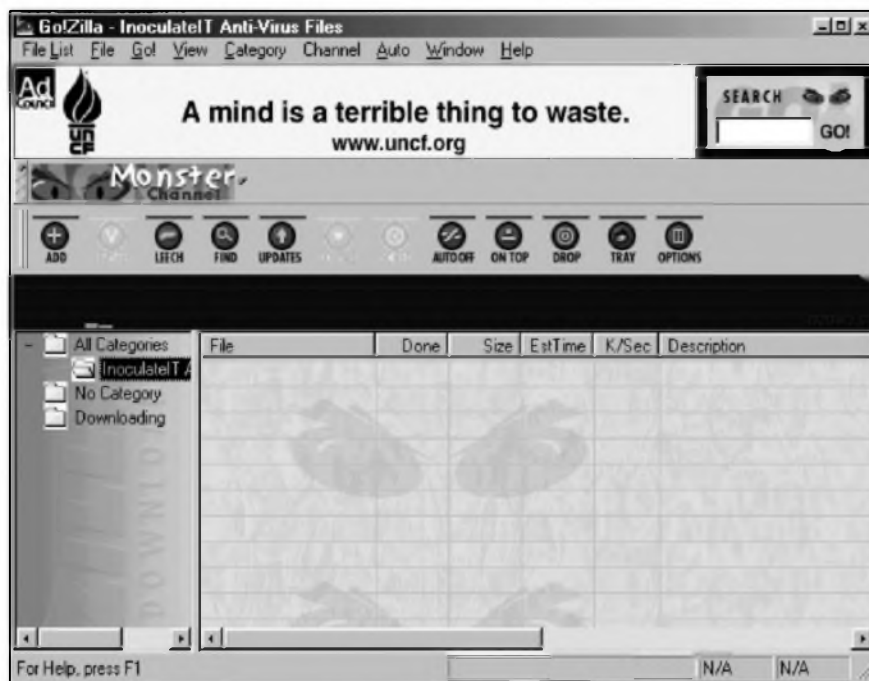 Go!Zilla - InoculateIT Anti-Virus Files
File List File Go! View Category Channel Auto Window Help
Ad
Council
UN
CF
A mind is a terrible thing to waste.
www.uncf.org
SEARCH
GO!
Monster
Channel
ADD LEECH FIND UPDATES AUTO OFF ON TOP DROP TRAY OPTIONS
All Categories
InoculateIT A
No Category
Downloading
DOWNLO
File Done Size EstTime K/Sec Description
For Help, press F1
N/A N/A